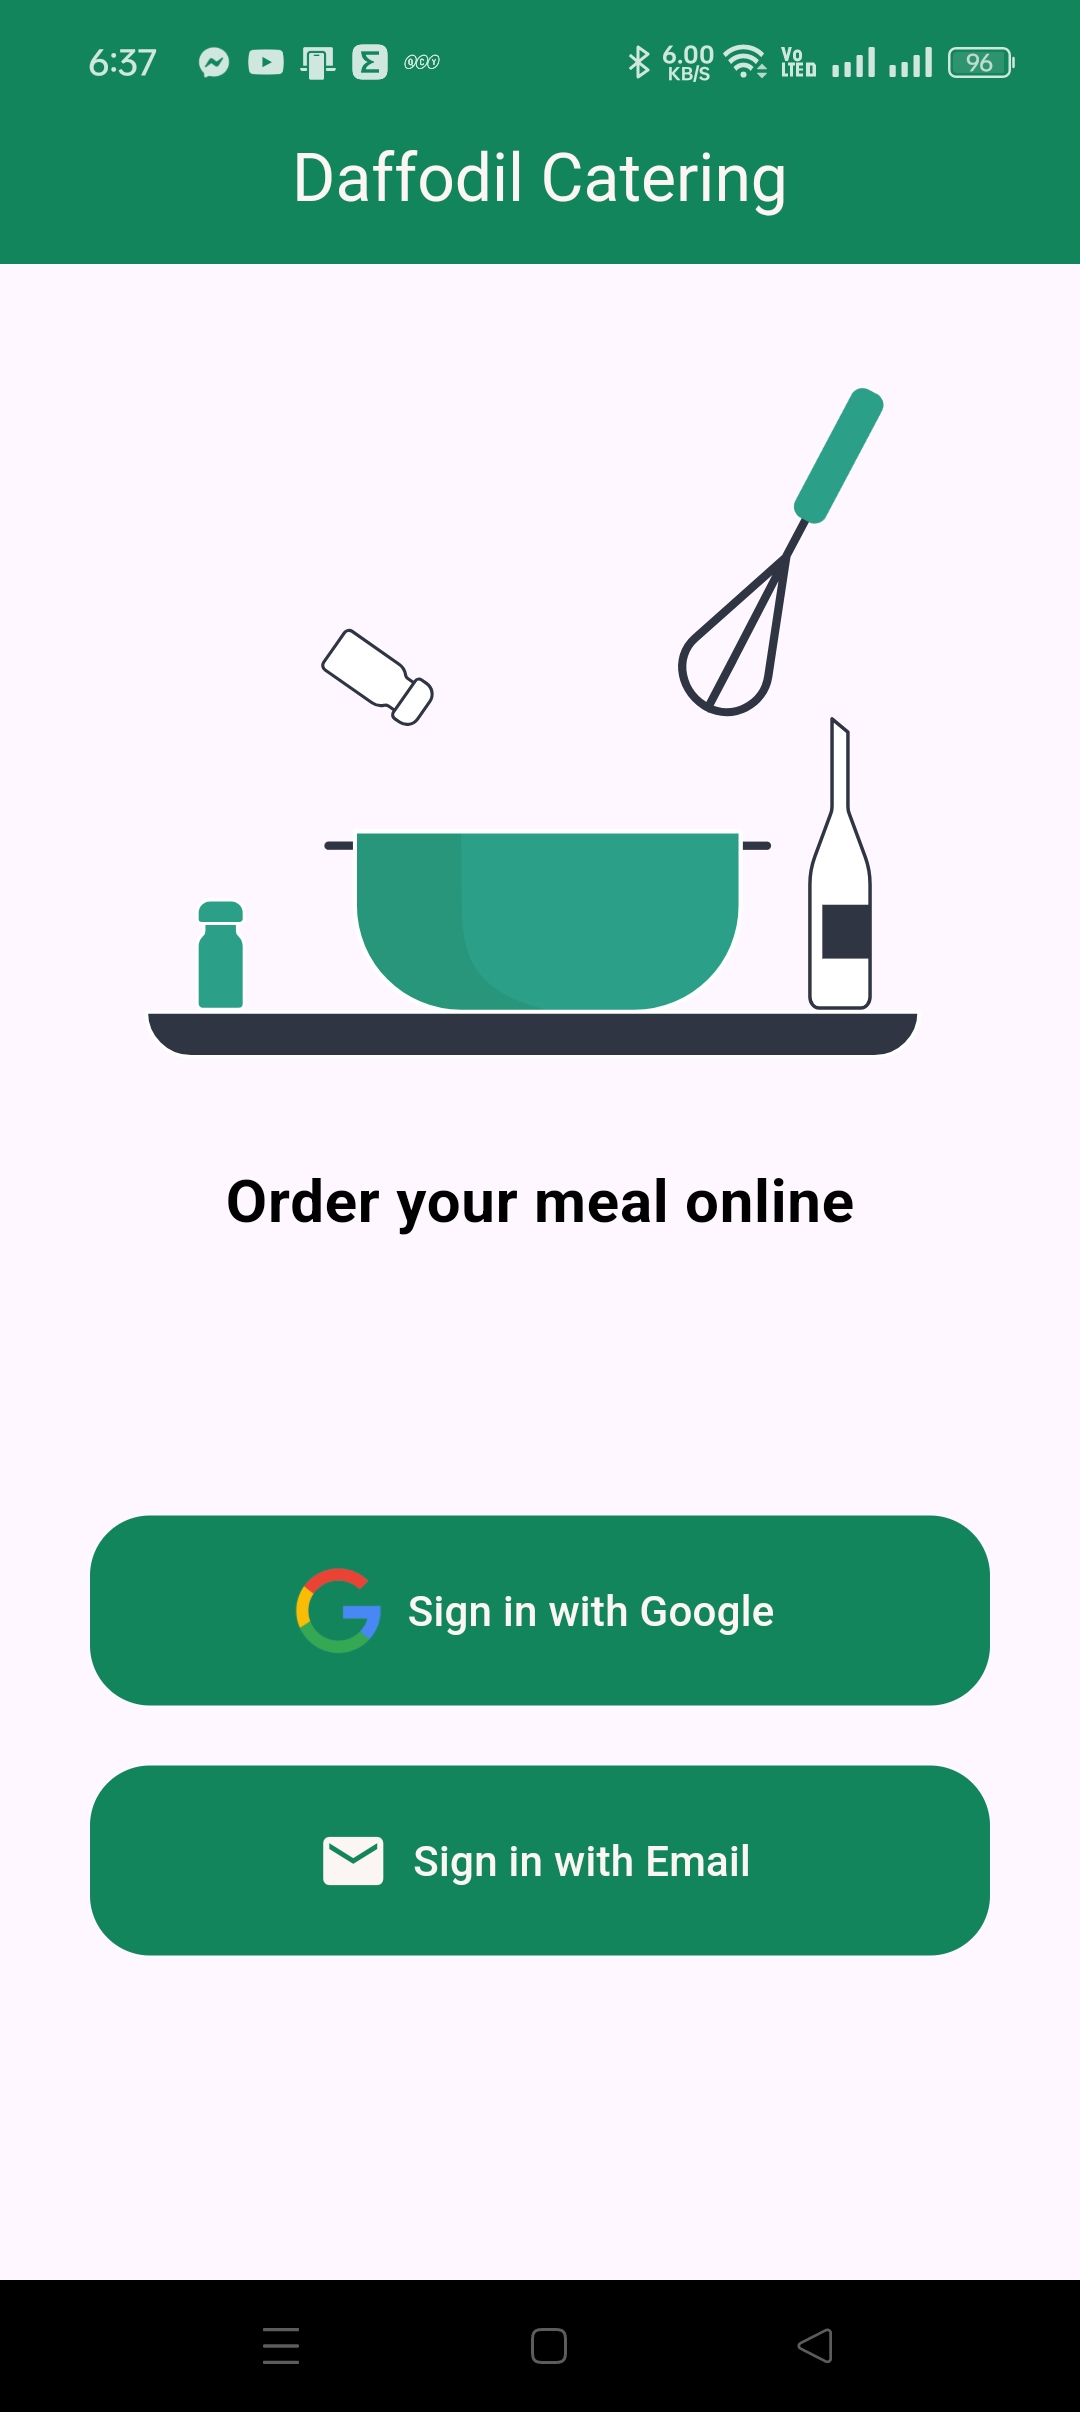 6:37
6.00
KB/S
Vo
LTE D
96
Daffodil Catering
Order your meal online
Sign in with Google
Sign in with Email